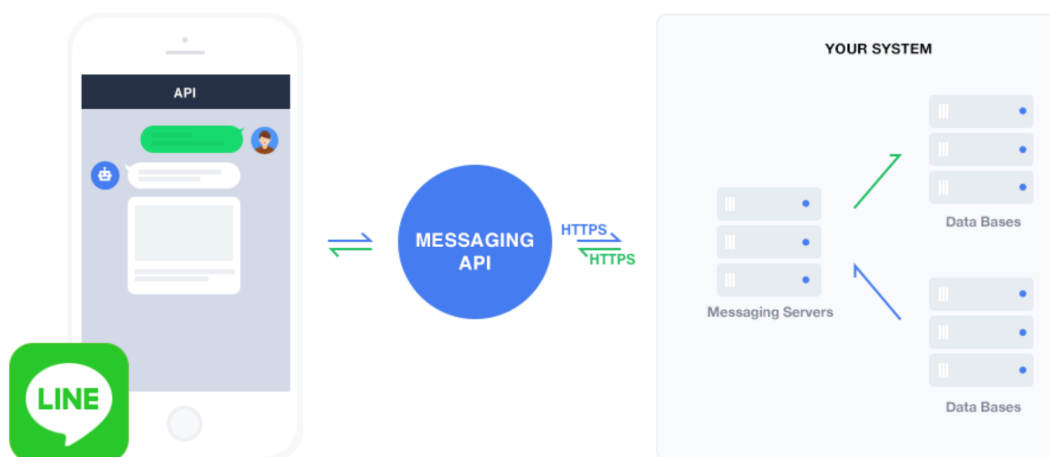 API
LINE
MESSAGING
API
HTTPS
HTTPS
YOUR SYSTEM
Messaging Servers
Data Bases
Data Bases